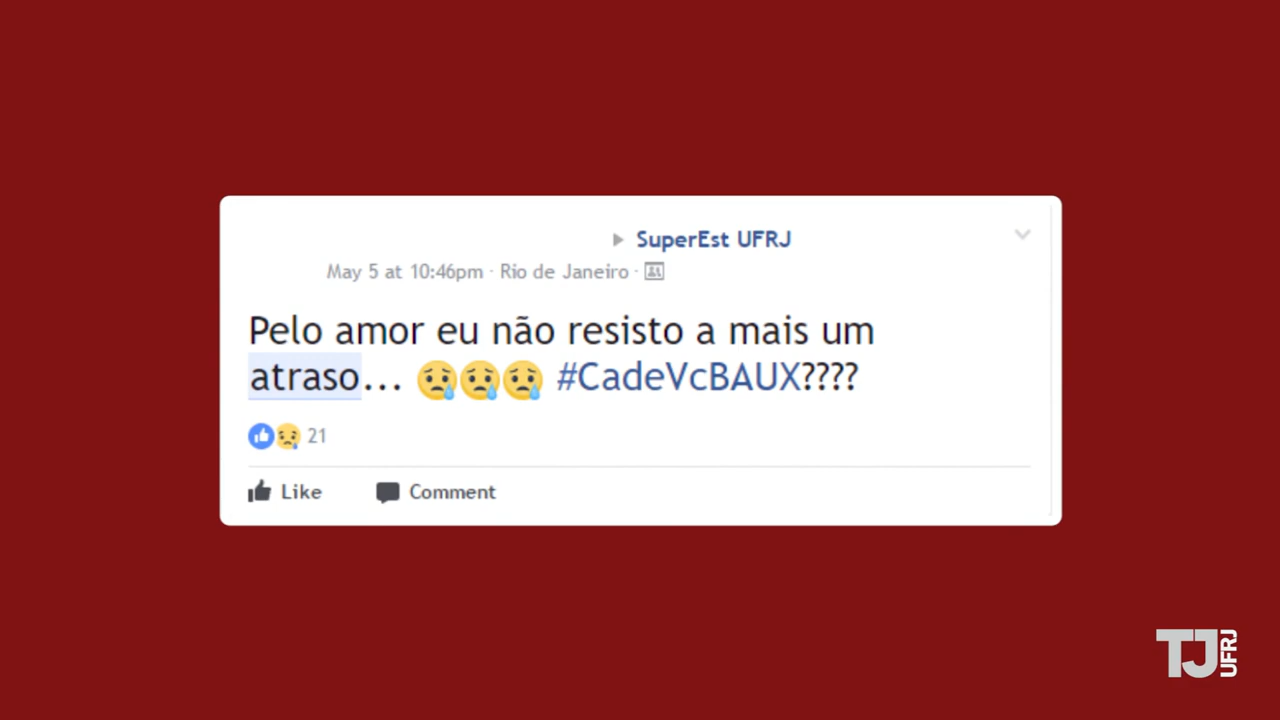 SuperEst UFRJ
May 5 at 10:46pm · Rio de Janeiro ·
Pelo amor eu não resisto a mais um
atraso... 😢😢😢 #CadeVcBAUX????
21
Like Comment
TJ UFRJ